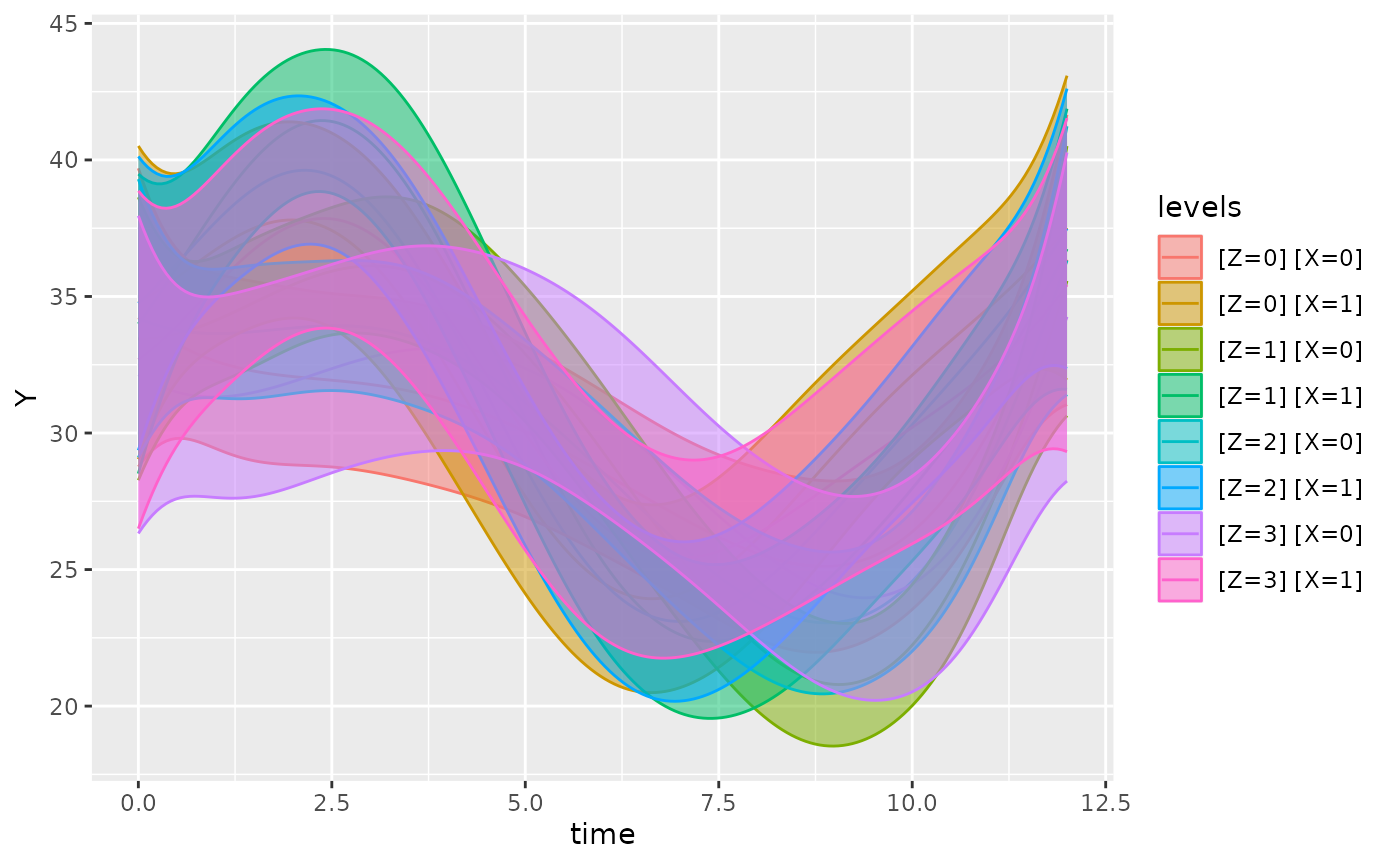 45
40
35
30
25
20
Y
0.0 2.5 5.0 7.5 10.0 12.5
time
levels
[Z=0] [X=0]
[Z=0] [X=1]
[Z=1] [X=0]
[Z=1] [X=1]
[Z=2] [X=0]
[Z=2] [X=1]
[Z=3] [X=0]
[Z=3] [X=1]